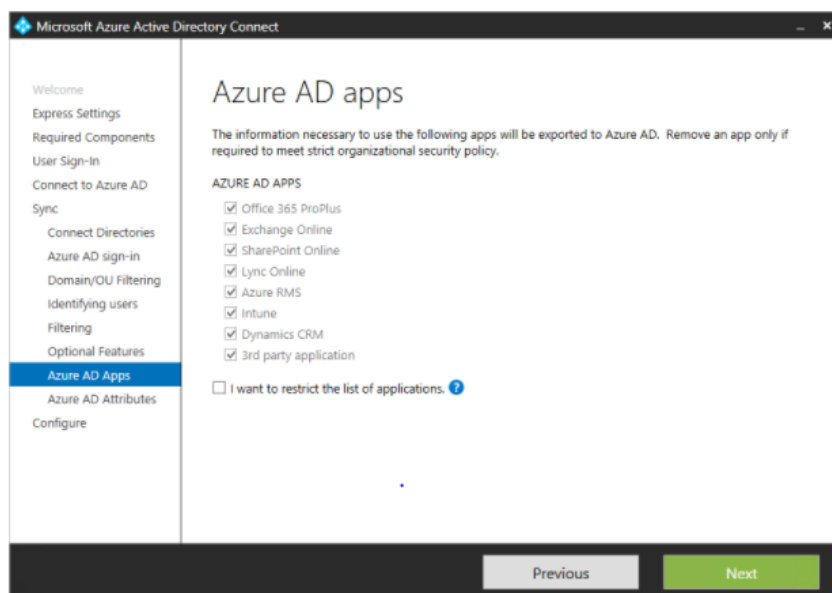 Microsoft Azure Active Directory Connect
Welcome
Express Settings
Required Components
User Sign-In
Connect to Azure AD
Sync
Connect Directories
Azure AD sign-in
Domain/OU Filtering
Identifying users
Filtering
Optional Features
Azure AD Apps
Azure AD Attributes
Configure
Azure AD apps
The information necessary to use the following apps will be exported to Azure AD. Remove an app only if
required to meet strict organizational security policy.
AZURE AD APPS
Office 365 ProPlus
Exchange Online
SharePoint Online
Lync Online
Azure RMS
Intune
Dynamics CRM
3rd party application
I want to restrict the list of applications. ?
Previous
Next